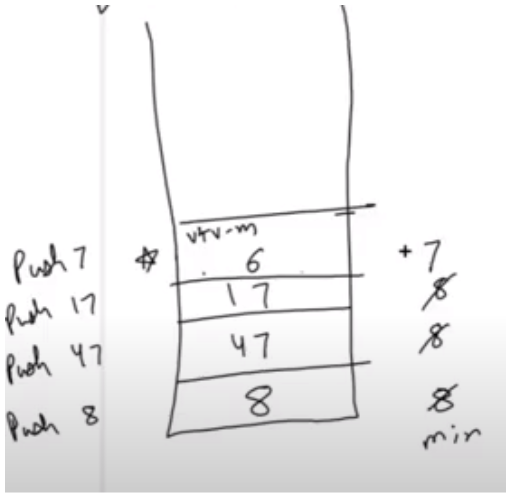 v+v-m
Push 7 ☆ 6 + 7
Push 17 17 8
Push 47 47 8
Push 8 8 8
min